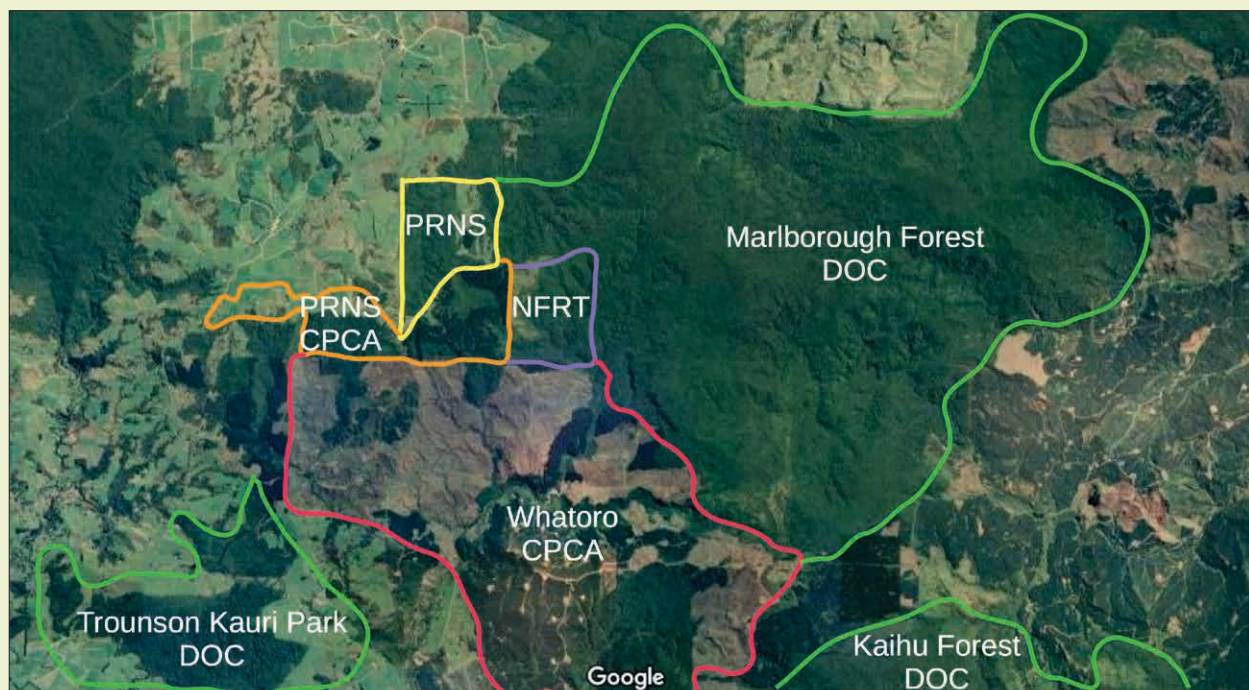 PRNS
Marlborough Forest
DOC
PRNS
CPCA
NFRT
Whatoro
CPCA
Trounson Kauri Park
DOC
Kaihu Forest
DOC
Google